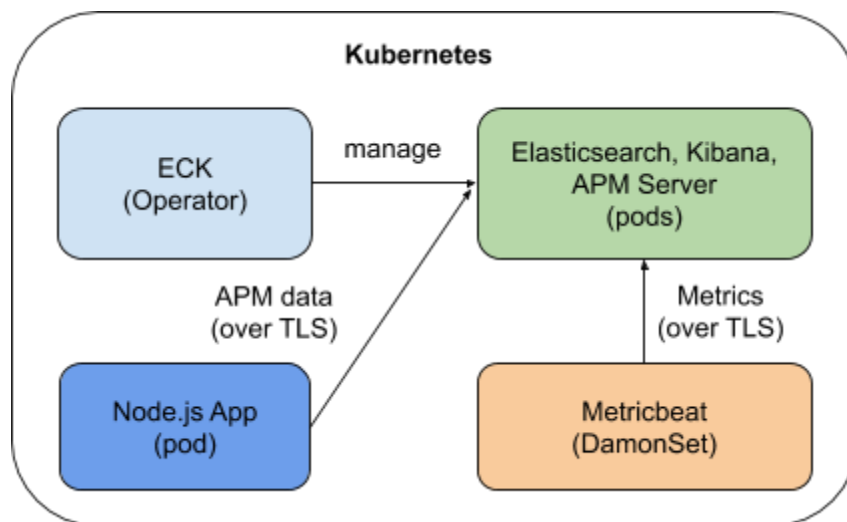 Kubernetes
ECK
(Operator)
manage
Elasticsearch, Kibana,
APM Server
(pods)
APM data
(over TLS)
Metrics
(over TLS)
Node.js App
(pod)
Metricbeat
(DamonSet)